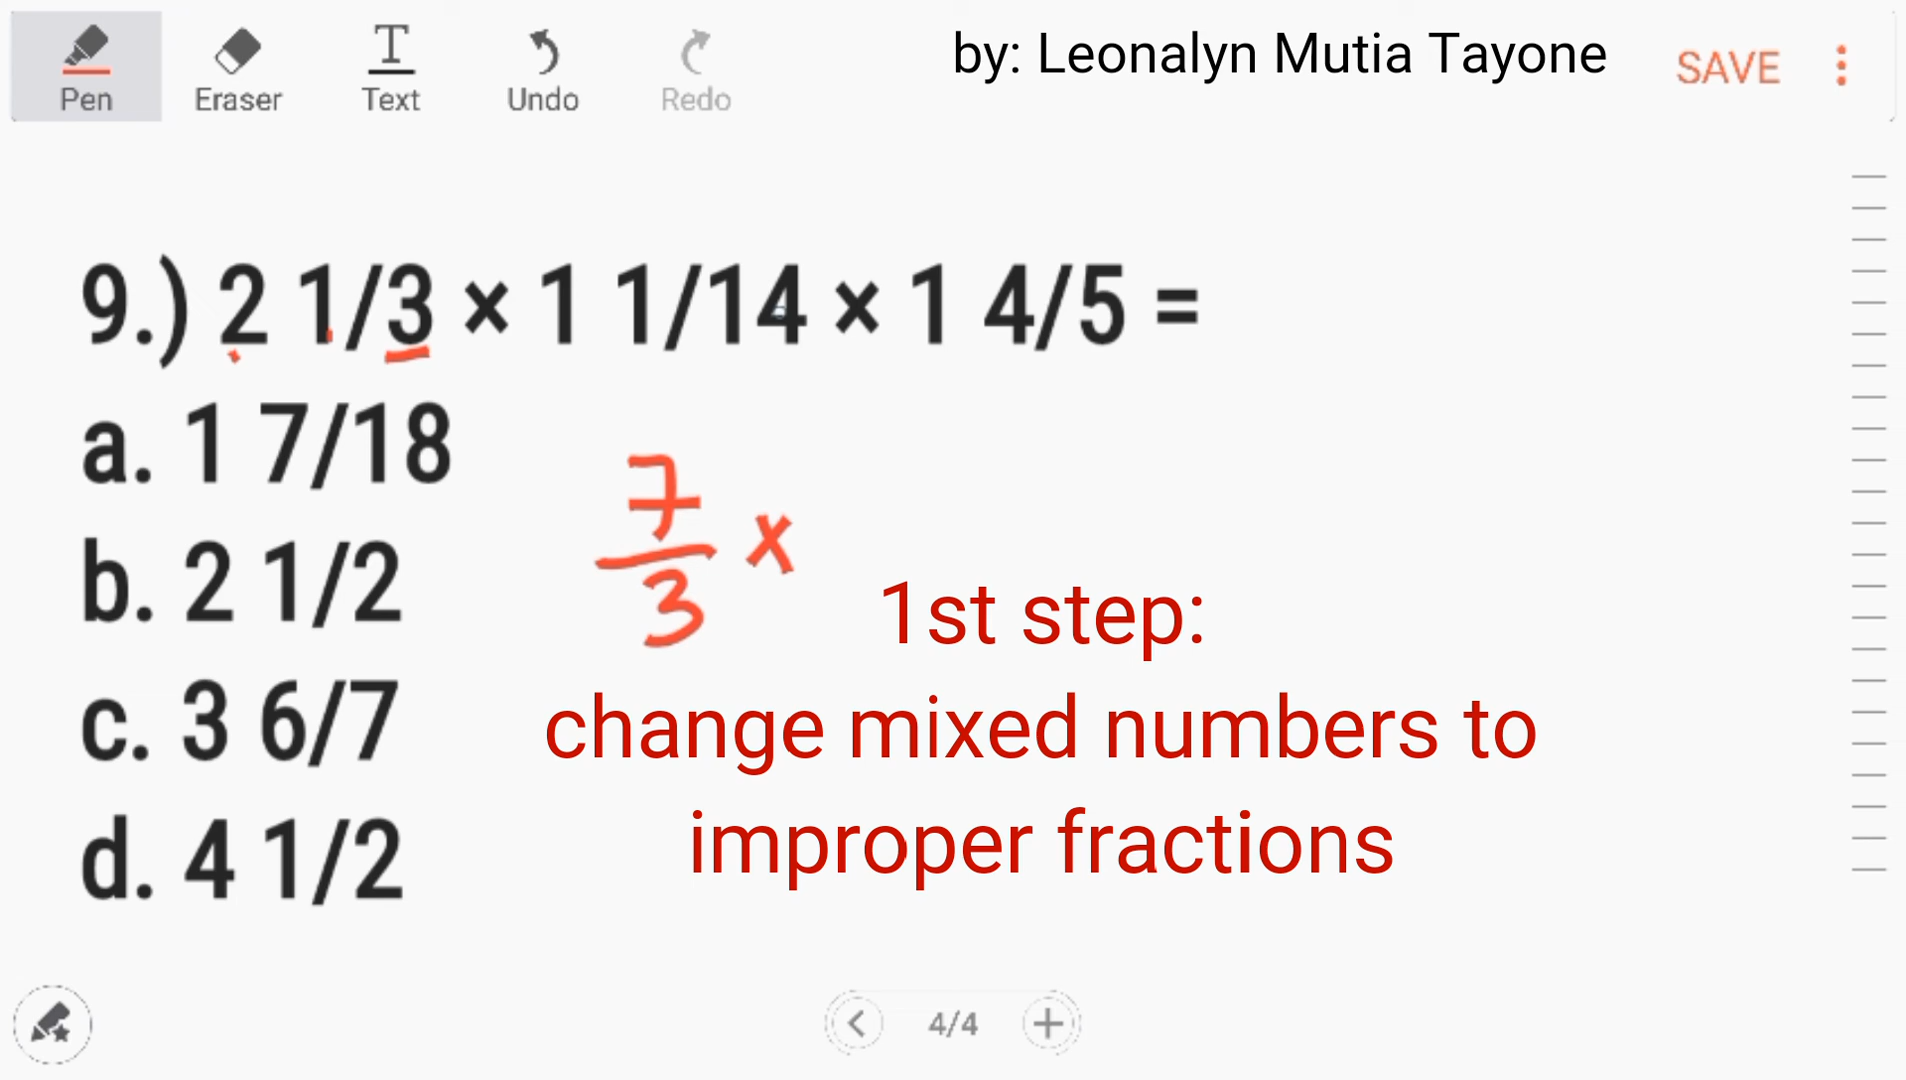 Pen Eraser Text Undo Redo by: Leonalyn Mutia Tayone SAVE
9.) 2 1/3 × 1 1/14 × 1 4/5 =
a. 1 7/18
b. 2 1/2
c. 3 6/7
d. 4 1/2
7/3 ×
1st step:
change mixed numbers to
improper fractions
4/4